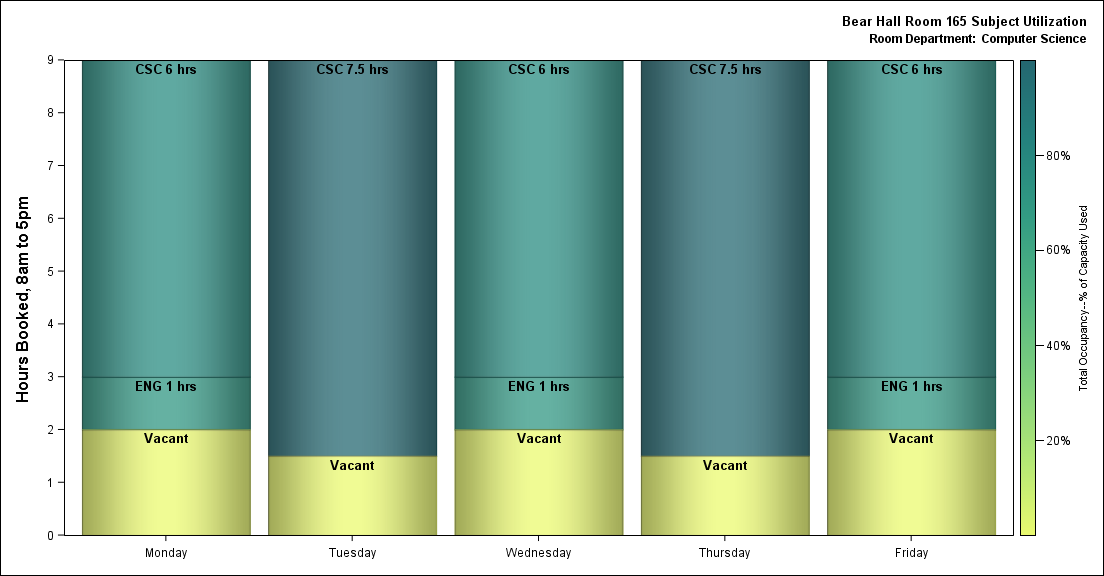 Bear Hall Room 165 Subject Utilization
Room Department: Computer Science
Hours Booked, 8am to 5pm
9
8
7
6
5
4
3
2
1
0
CSC 6 hrs
ENG 1 hrs
Vacant
CSC 7.5 hrs
Vacant
CSC 6 hrs
ENG 1 hrs
Vacant
CSC 7.5 hrs
Vacant
CSC 6 hrs
ENG 1 hrs
Vacant
Monday
Tuesday
Wednesday
Thursday
Friday
80%
60%
40%
20%
Total Occupancy--% of Capacity Used